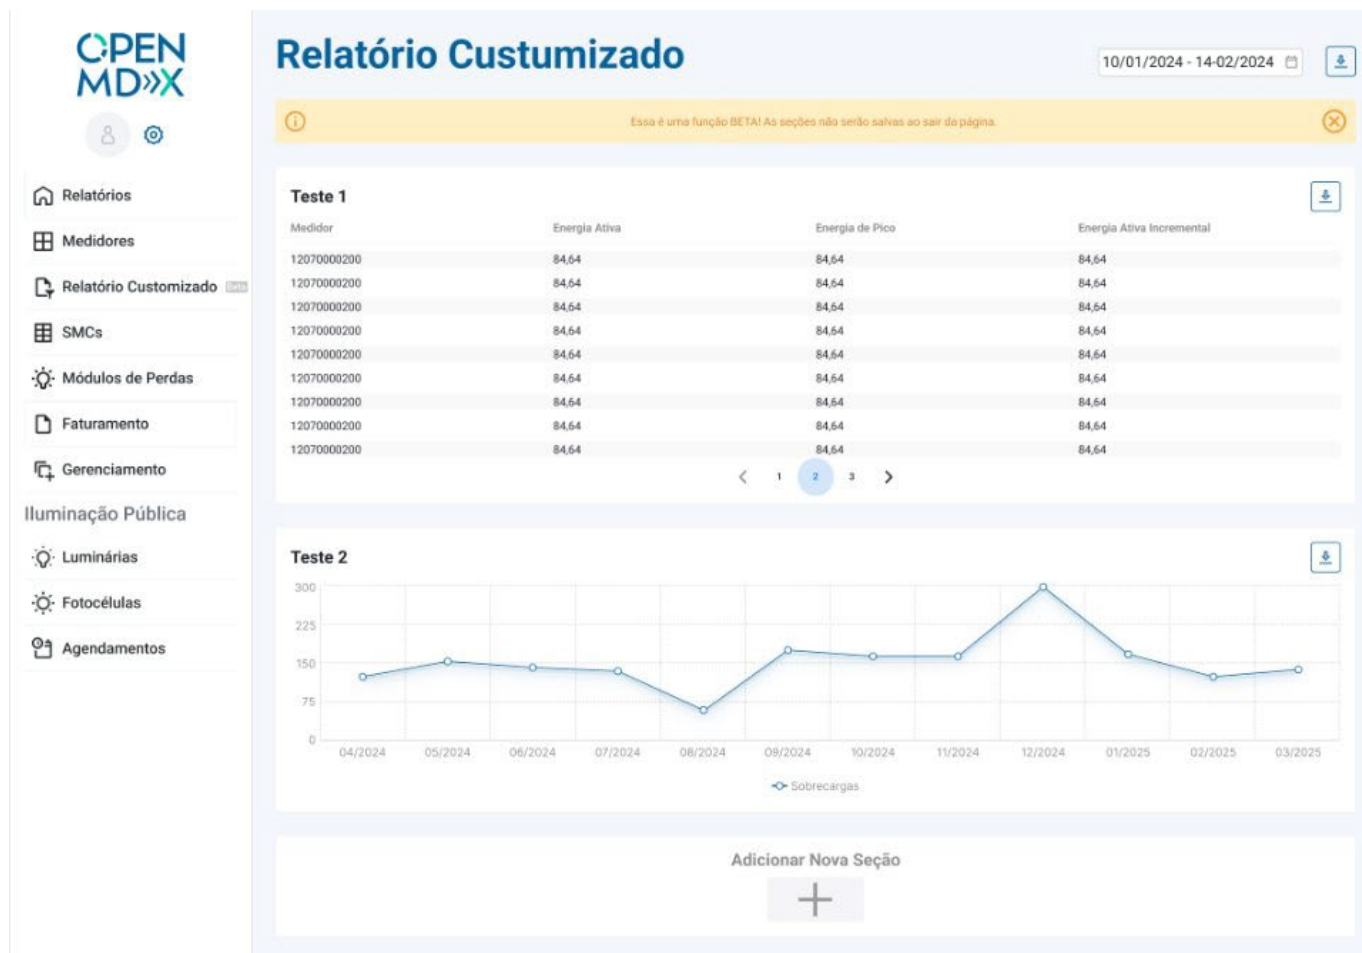 OPEN
MD»X
Relatórios
Medidores
Relatório Customizado Beta
SMCs
Módulos de Perdas
Faturamento
Gerenciamento
Iluminação Pública
Luminárias
Fotocélulas
Agendamentos
Relatório Custumizado
10/01/2024 - 14-02/2024
Essa é uma função BETA! As seções não serão salvas ao sair da página.
Teste 1
Medidor Energia Ativa Energia de Pico Energia Ativa Incremental
12070000200 84,64 84,64 84,64
12070000200 84,64 84,64 84,64
12070000200 84,64 84,64 84,64
12070000200 84,64 84,64 84,64
12070000200 84,64 84,64 84,64
12070000200 84,64 84,64 84,64
12070000200 84,64 84,64 84,64
12070000200 84,64 84,64 84,64
12070000200 84,64 84,64 84,64
1 2 3
Teste 2
300
225
150
75
0
04/2024 05/2024 06/2024 07/2024 08/2024 09/2024 10/2024 11/2024 12/2024 01/2025 02/2025 03/2025
Sobrecargas
Adicionar Nova Seção